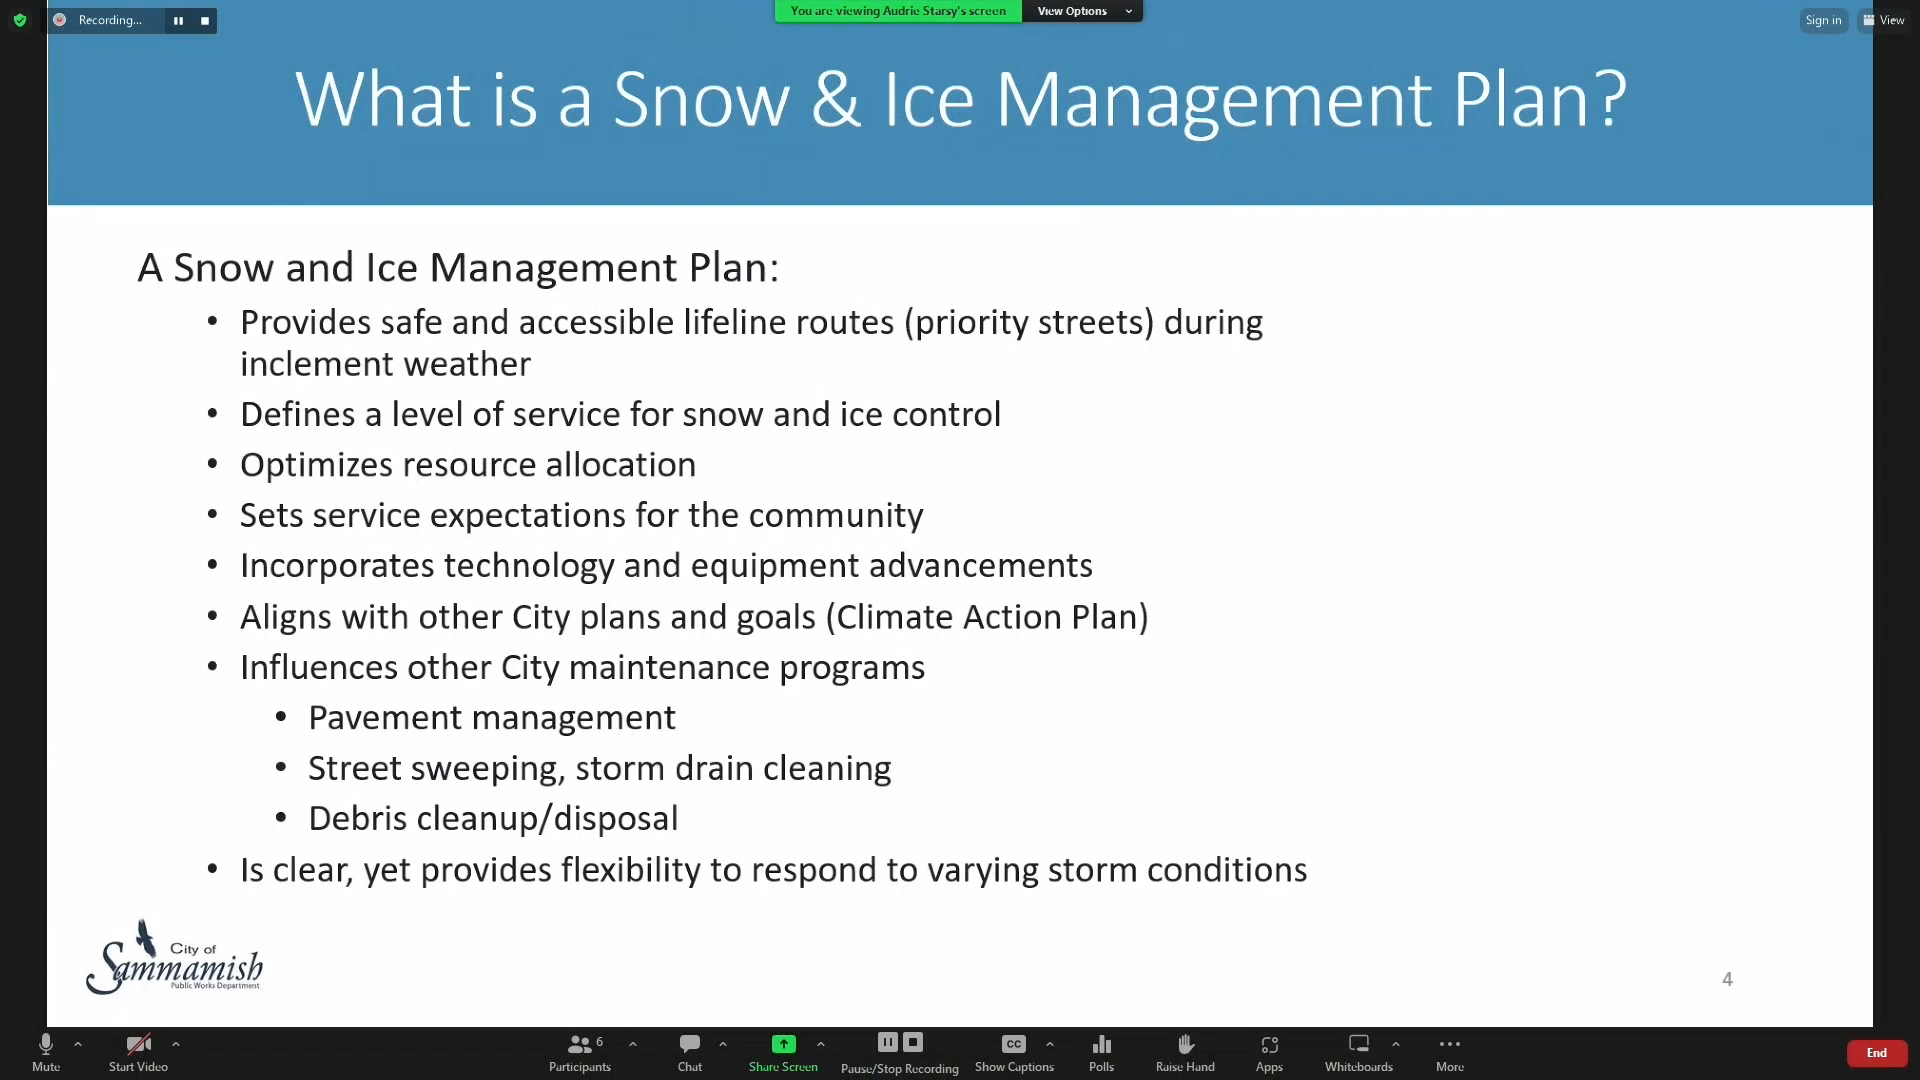 Recording...
You are viewing Audrie Starsy's screen
View Options
Sign in
View
What is a Snow & Ice Management Plan?
A Snow and Ice Management Plan:
• Provides safe and accessible lifeline routes (priority streets) during
inclement weather
• Defines a level of service for snow and ice control
• Optimizes resource allocation
• Sets service expectations for the community
• Incorporates technology and equipment advancements
• Aligns with other City plans and goals (Climate Action Plan)
• Influences other City maintenance programs
• Pavement management
• Street sweeping, storm drain cleaning
• Debris cleanup/disposal
• Is clear, yet provides flexibility to respond to varying storm conditions
City of
Sammamish
Public Works Department
4
Mute
Start Video
6
Participants
Chat
Share Screen
Pause/Stop Recording
CC
Show Captions
Polls
Raise Hand
Apps
Whiteboards
More
End